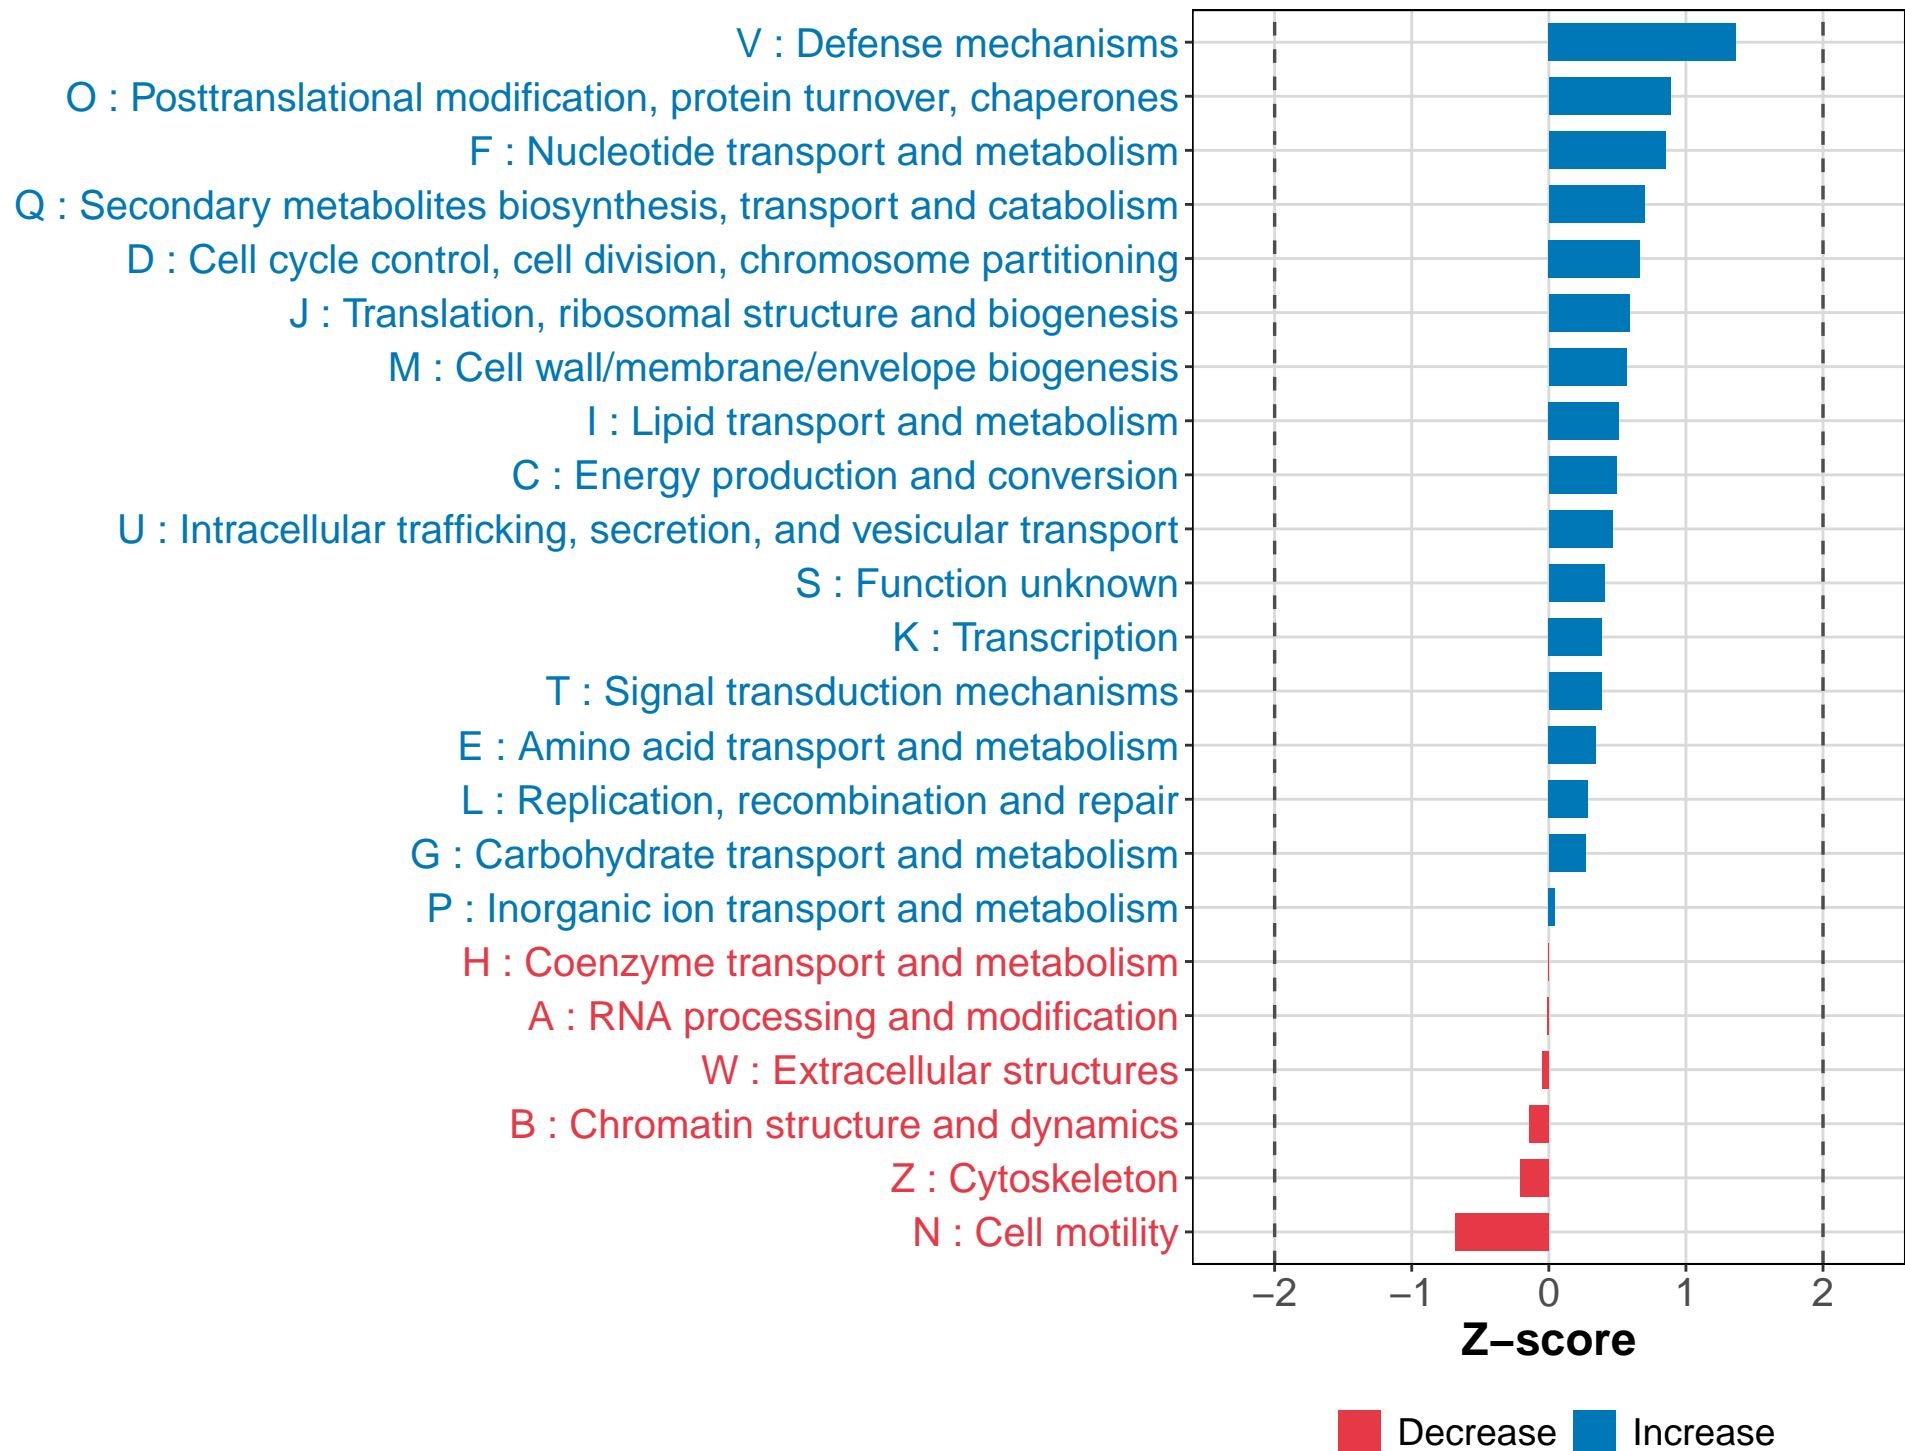 V : Defense mechanisms
O : Posttranslational modification, protein turnover, chaperones
F : Nucleotide transport and metabolism
Q : Secondary metabolites biosynthesis, transport and catabolism
D : Cell cycle control, cell division, chromosome partitioning
J : Translation, ribosomal structure and biogenesis
M : Cell wall/membrane/envelope biogenesis
I : Lipid transport and metabolism
C : Energy production and conversion
U : Intracellular trafficking, secretion, and vesicular transport
S : Function unknown
K : Transcription
T : Signal transduction mechanisms
E : Amino acid transport and metabolism
L : Replication, recombination and repair
G : Carbohydrate transport and metabolism
P : Inorganic ion transport and metabolism
H : Coenzyme transport and metabolism
A : RNA processing and modification
W : Extracellular structures
B : Chromatin structure and dynamics
Z : Cytoskeleton
N : Cell motility
−2 −1 0 1 2
Z−score
Decrease Increase